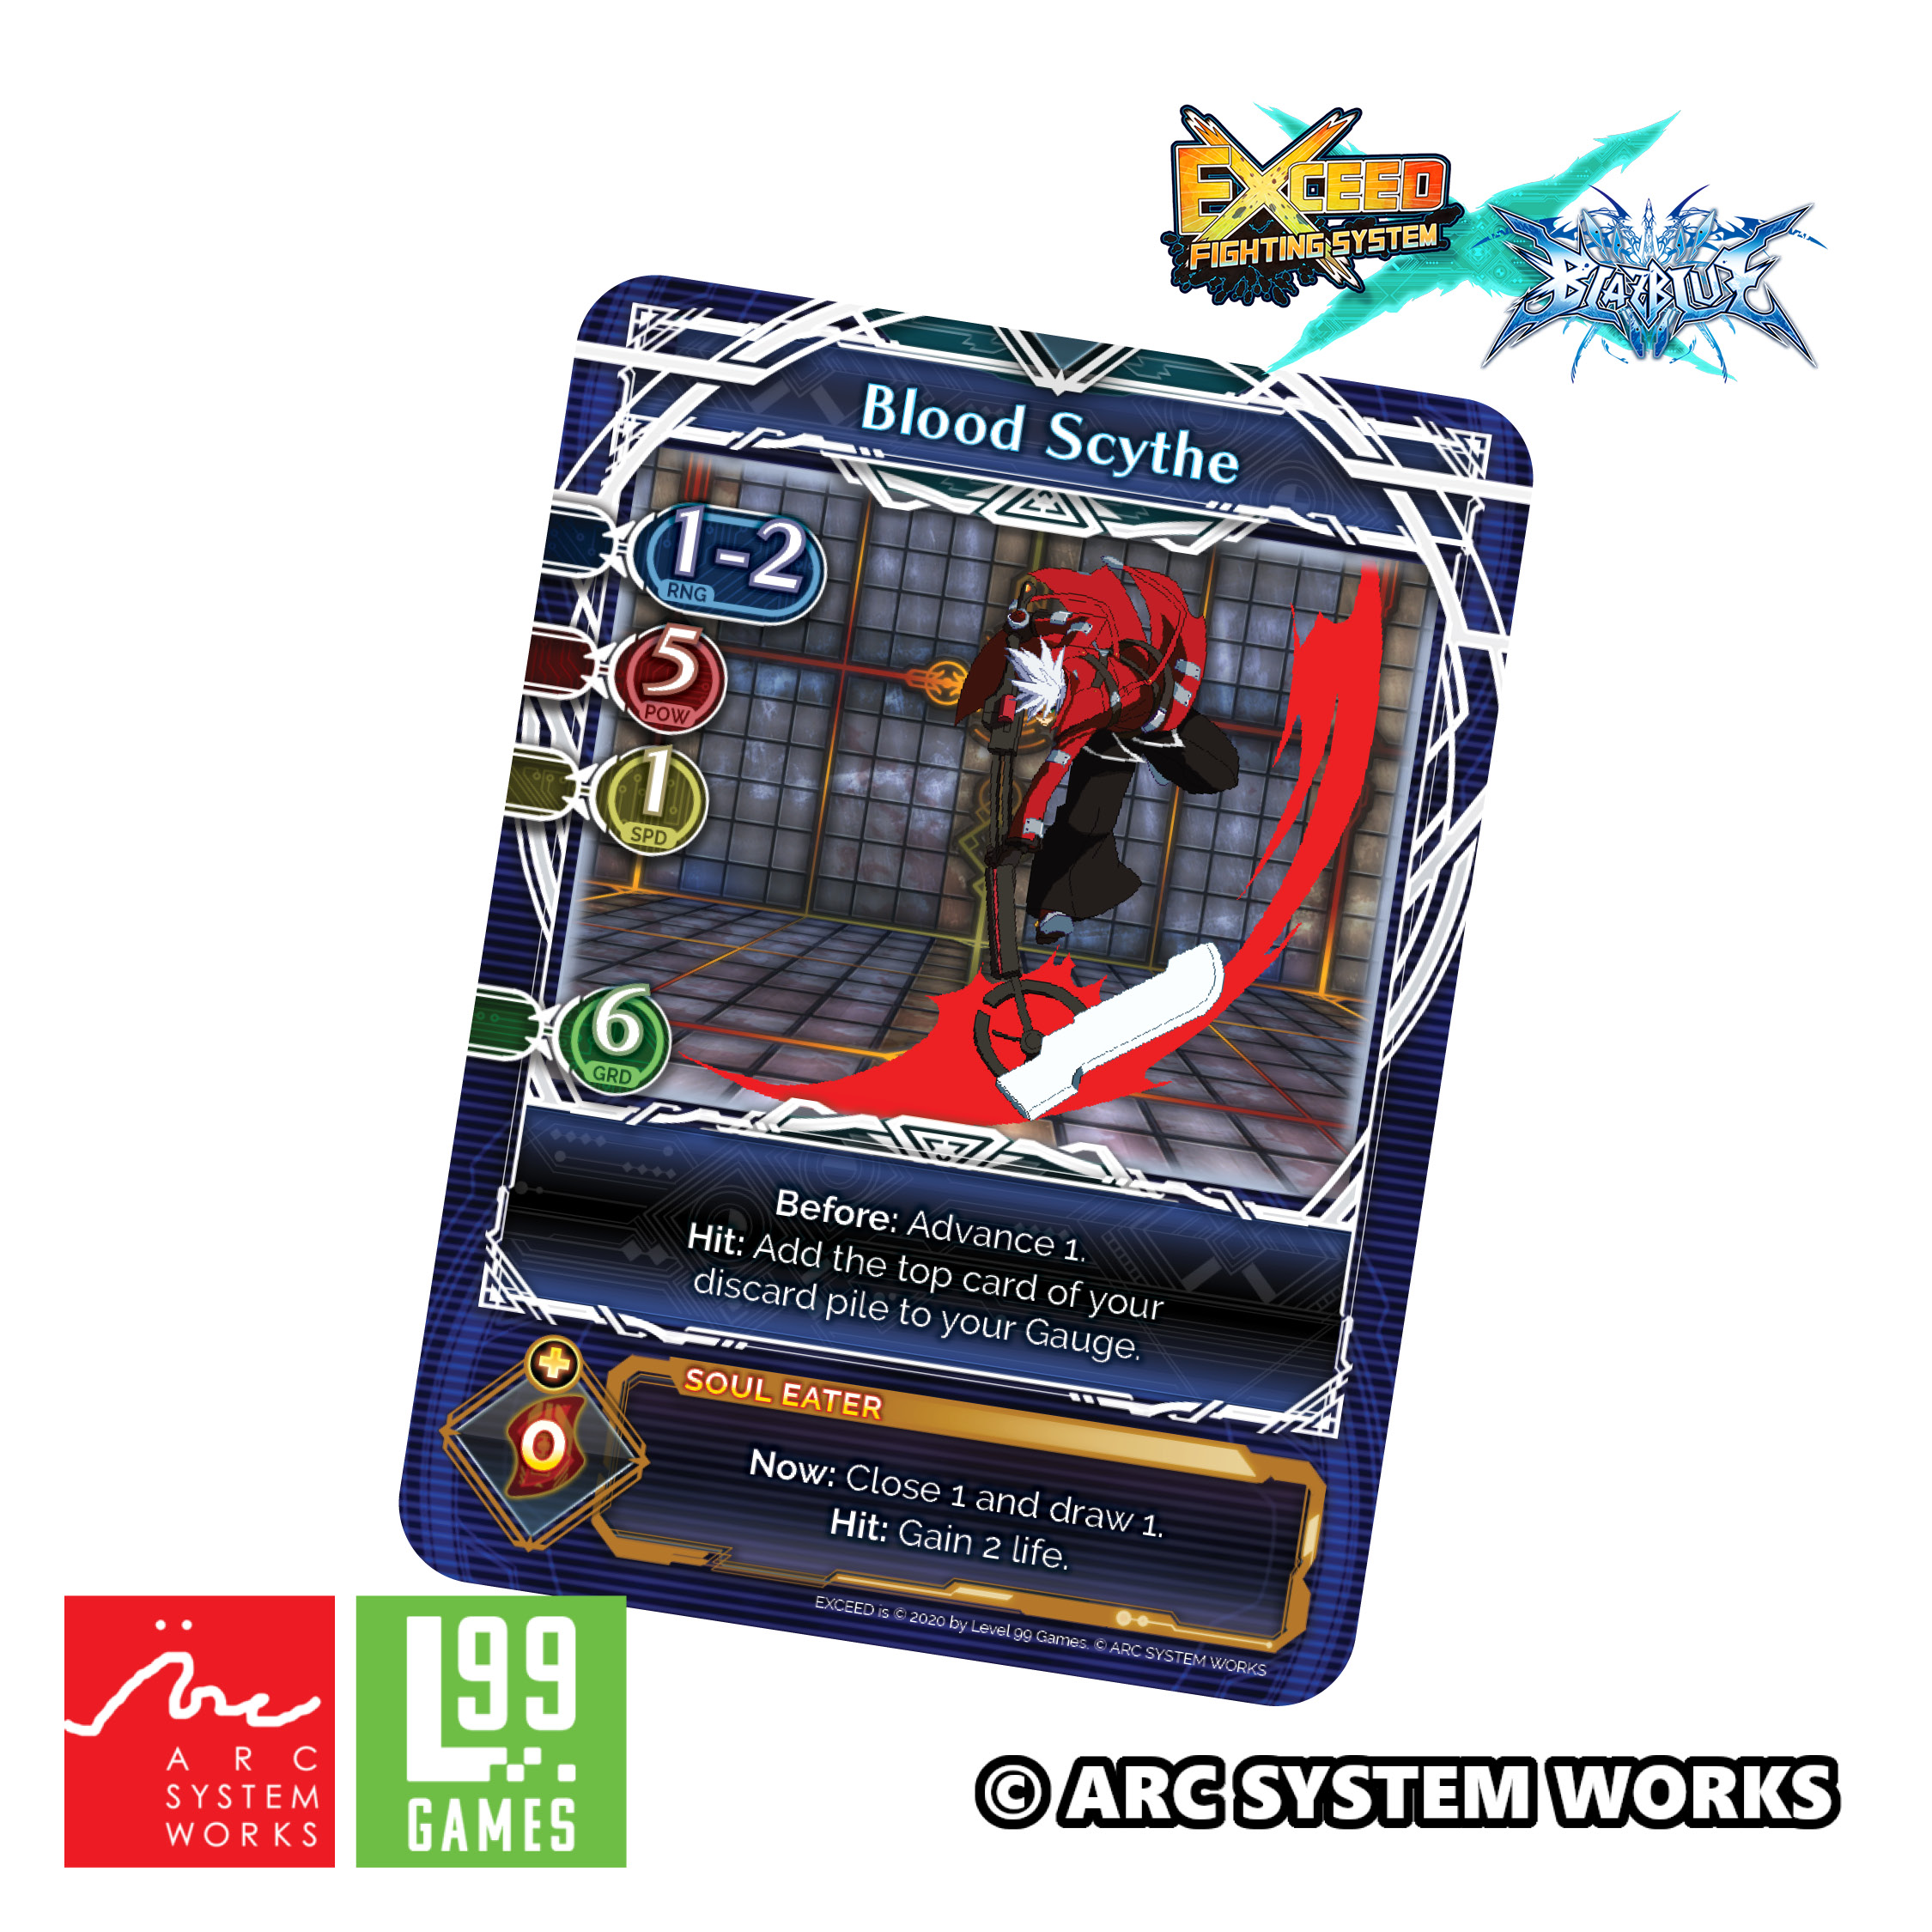 EXCEED
FIGHTING SYSTEM
BLAZBLUE
Blood Scythe
1-2
RNG
5
POW
1
SPD
6
GRD
Before: Advance 1.
Hit: Add the top card of your
discard pile to your Gauge.
+
0
SOUL EATER
Now: Close 1 and draw 1.
Hit: Gain 2 life.
EXCEED is © 2020 by Level 99 Games. © ARC SYSTEM WORKS
Arc
ARC
SYSTEM
WORKS
L99
GAMES
© ARC SYSTEM WORKS